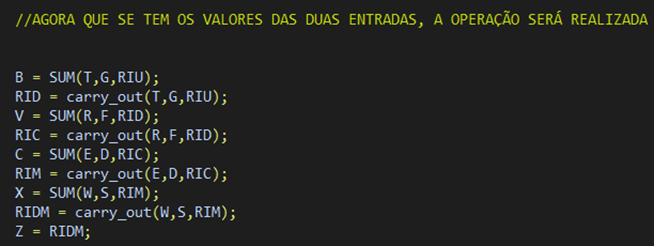 //AGORA QUE SE TEM OS VALORES DAS DUAS ENTRADAS, A OPERAÇÃO SERÁ REALIZADA
B = SUM(T,G,RIU);
RID = carry_out(T,G,RIU);
V = SUM(R,F,RID);
RIC = carry_out(R,F,RID);
C = SUM(E,D,RIC);
RIM = carry_out(E,D,RIC);
X = SUM(W,S,RIM);
RIDM = carry_out(W,S,RIM);
Z = RIDM;